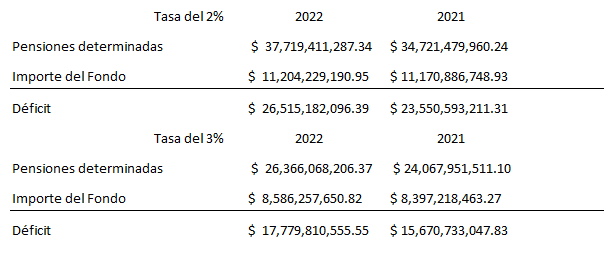 Tasa del 2% 2022 2021
Pensiones determinadas $ 37,719,411,287.34 $ 34,721,479,960.24
Importe del Fondo $ 11,204,229,190.95 $ 11,170,886,748.93
Déficit $ 26,515,182,096.39 $ 23,550,593,211.31
Tasa del 3% 2022 2021
Pensiones determinadas $ 26,366,068,206.37 $ 24,067,951,511.10
Importe del Fondo $ 8,586,257,650.82 $ 8,397,218,463.27
Déficit $ 17,779,810,555.55 $ 15,670,733,047.83